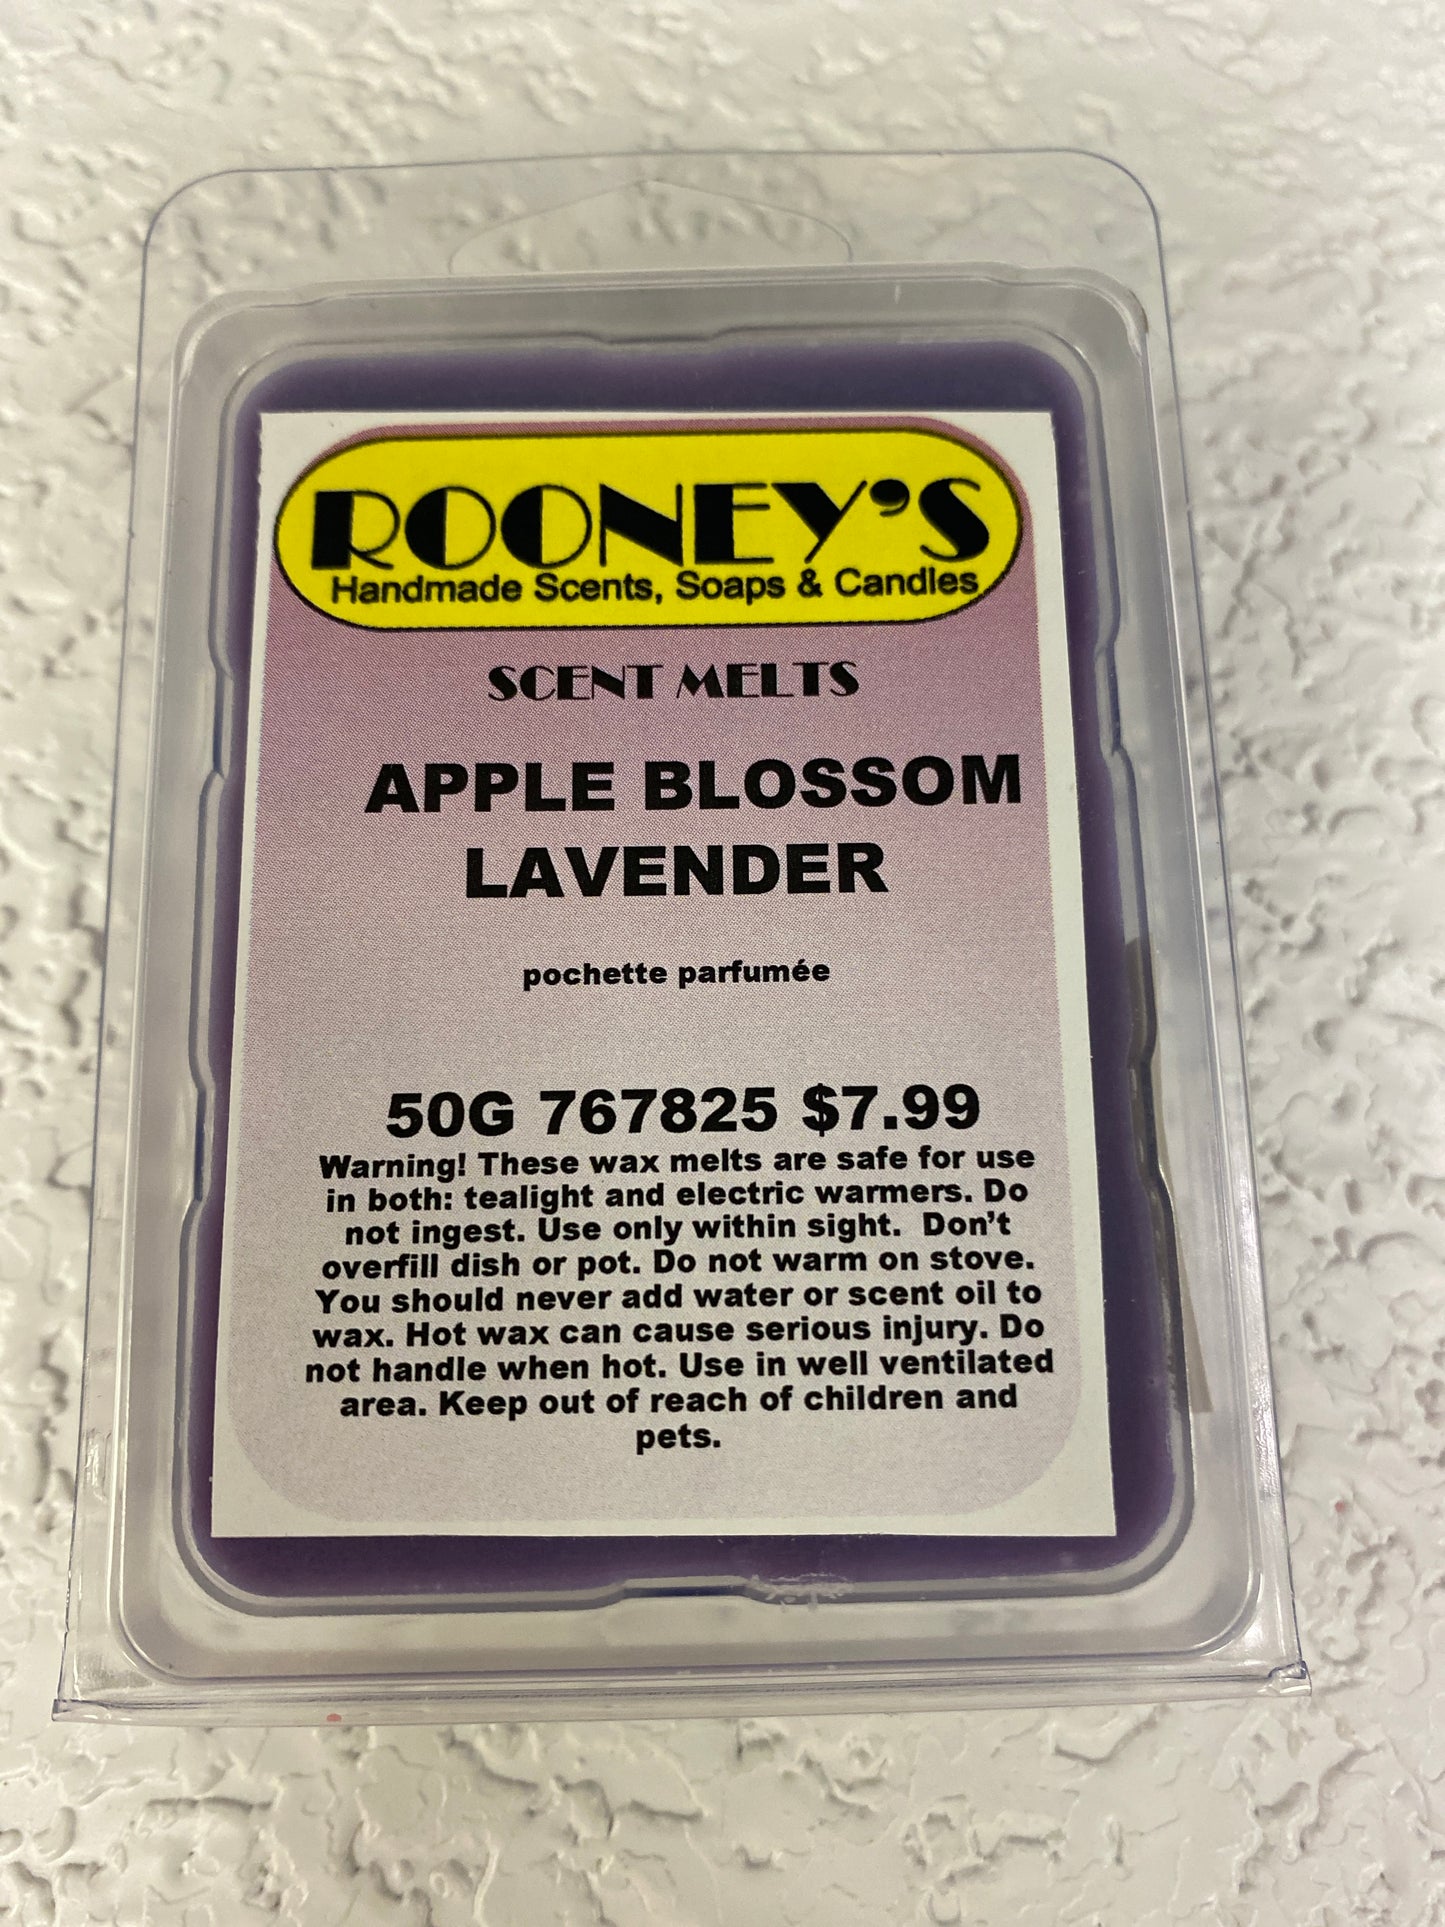 ROONEY'S
Handmade Scents, Soaps & Candles
SCENT MELTS
APPLE BLOSSOM
LAVENDER
pochette parfumée
50G 767825 $7.99
Warning! These wax melts are safe for use
in both: tealight and electric warmers. Do
not ingest. Use only within sight. Don't
overfill dish or pot. Do not warm on stove.
You should never add water or scent oil to
wax. Hot wax can cause serious injury. Do
not handle when hot. Use in well ventilated
area. Keep out of reach of children and
pets.